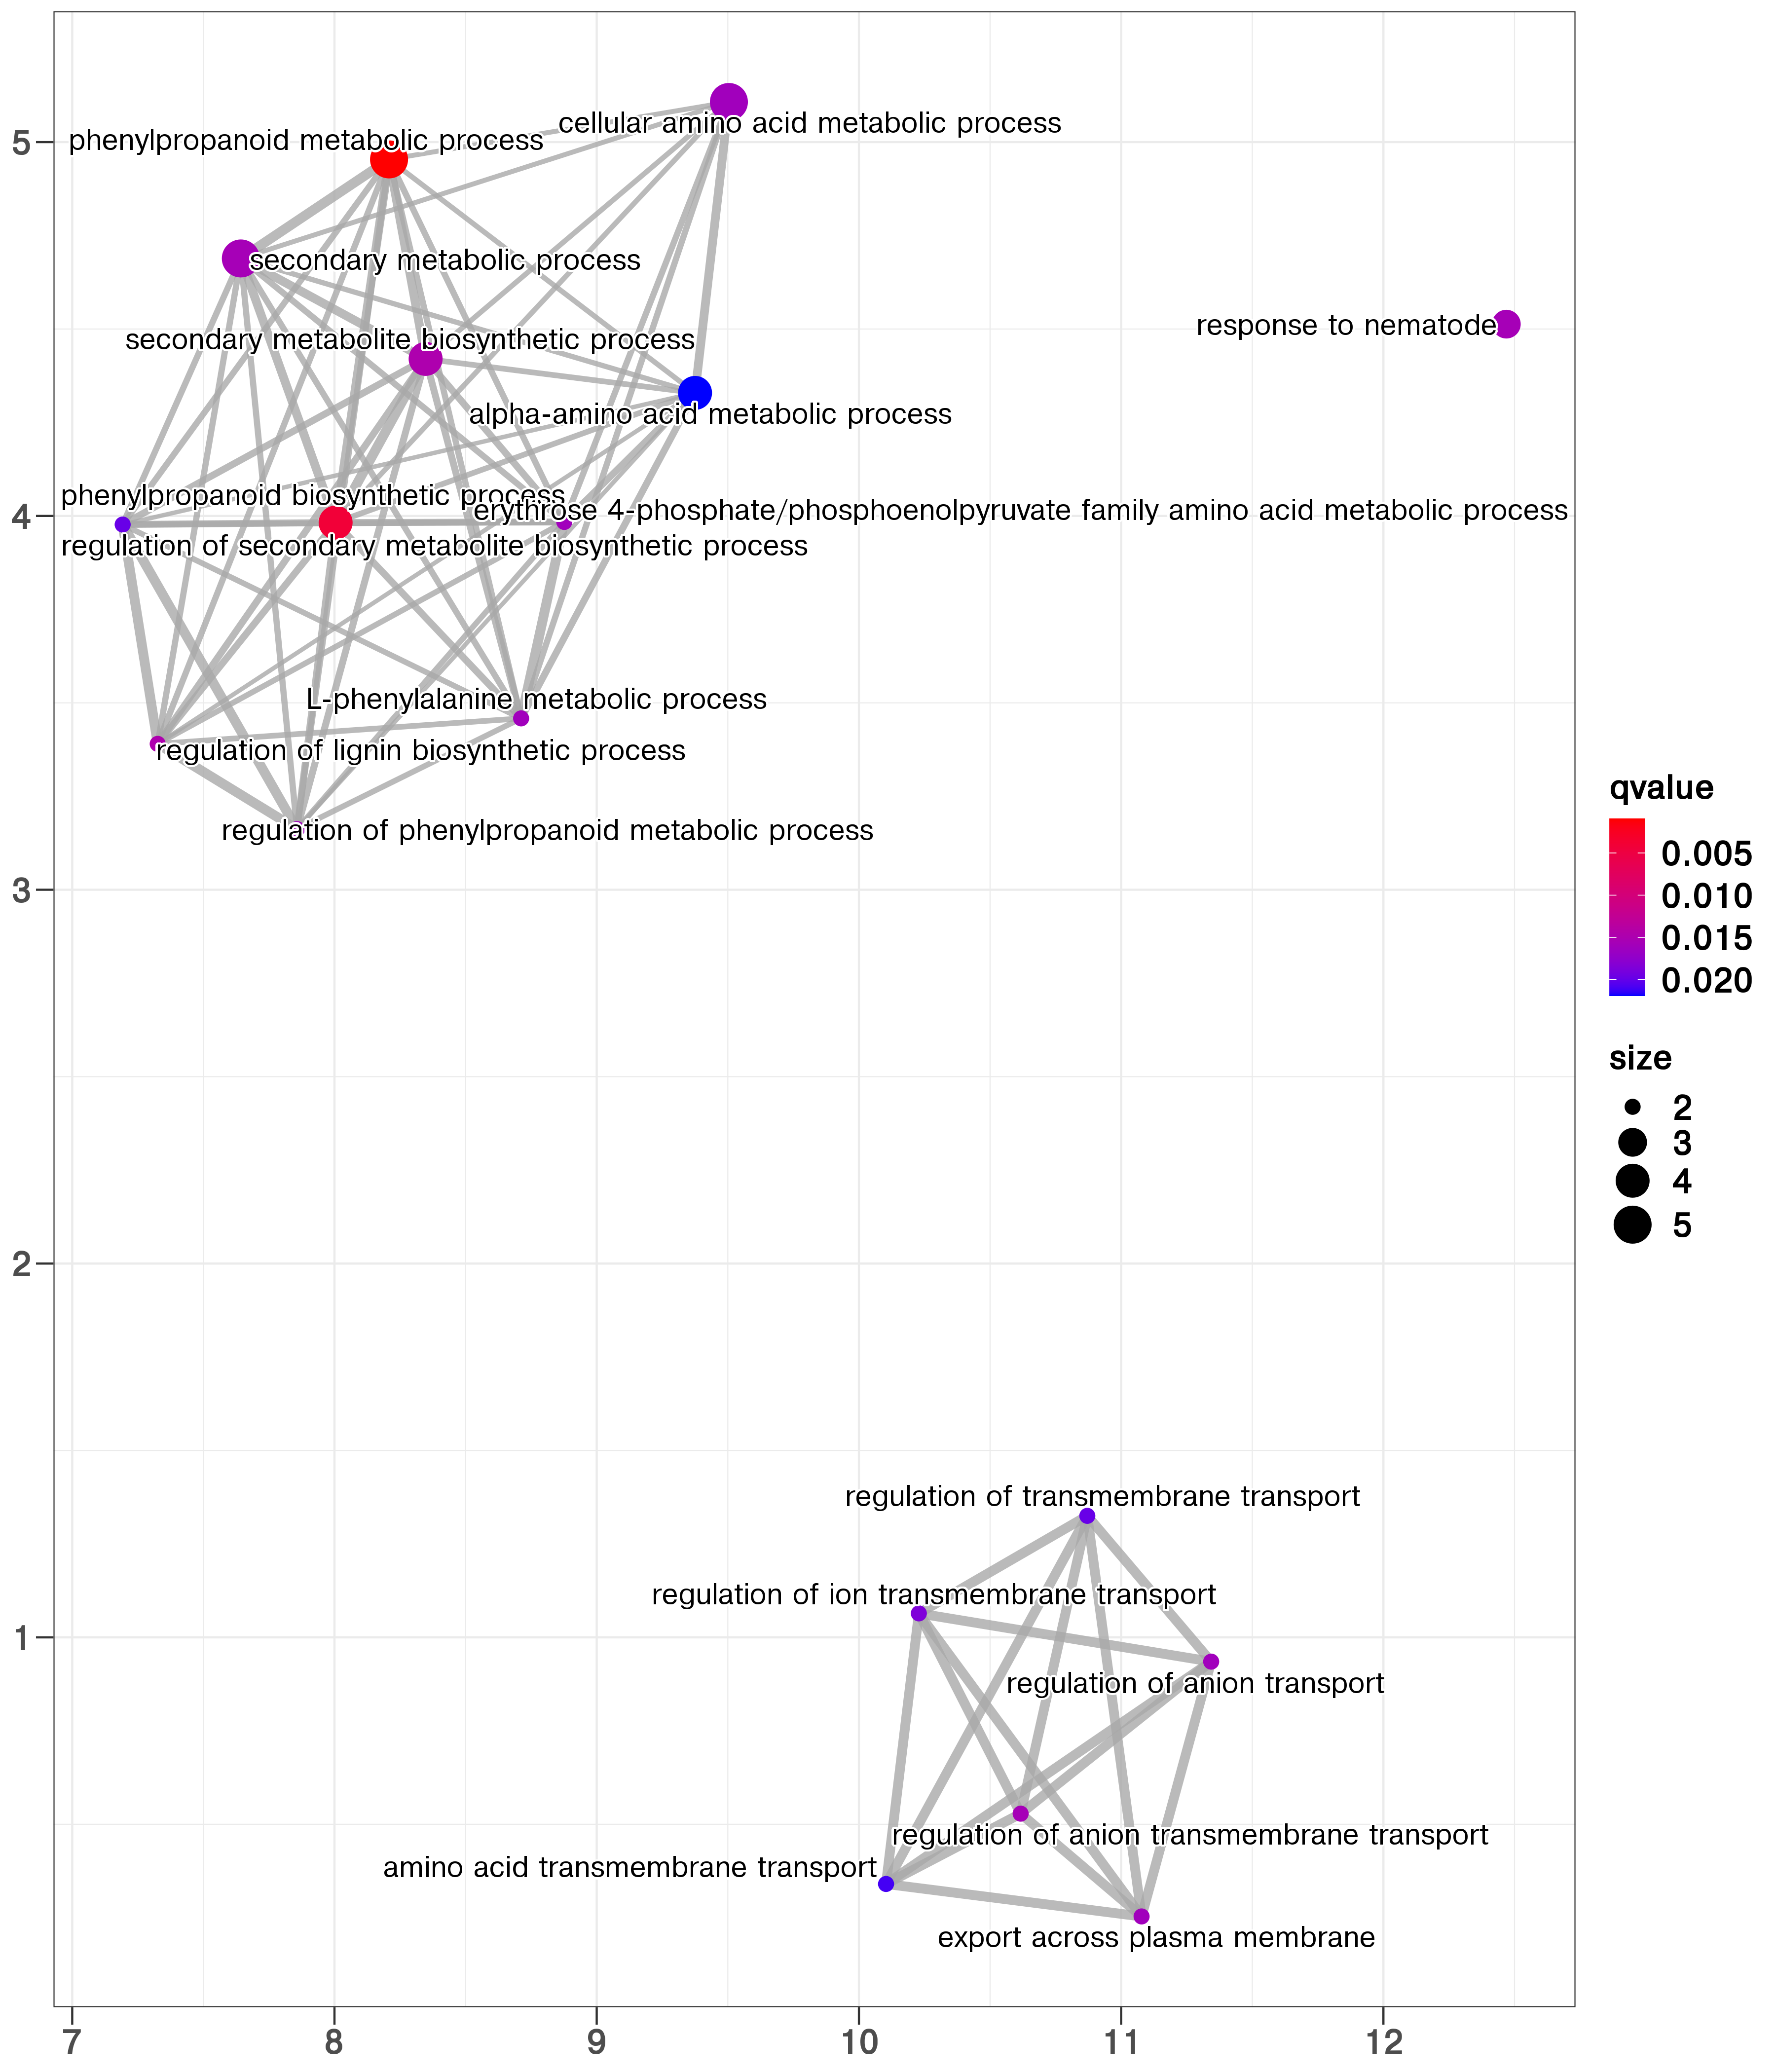 cellular amino acid metabolic process
phenylpropanoid metabolic process
secondary metabolic process
response to nematode
secondary metabolite biosynthetic process
alpha-amino acid metabolic process
phenylpropanoid biosynthetic process
erythrose 4-phosphate/phosphoenolpyruvate family amino acid metabolic process
regulation of secondary metabolite biosynthetic process
L-phenylalanine metabolic process
regulation of lignin biosynthetic process
regulation of phenylpropanoid metabolic process
regulation of transmembrane transport
regulation of ion transmembrane transport
regulation of anion transport
regulation of anion transmembrane transport
amino acid transmembrane transport
export across plasma membrane
5
4
3
2
1
7 8 9 10 11 12
qvalue
0.005
0.010
0.015
0.020
size
2
3
4
5